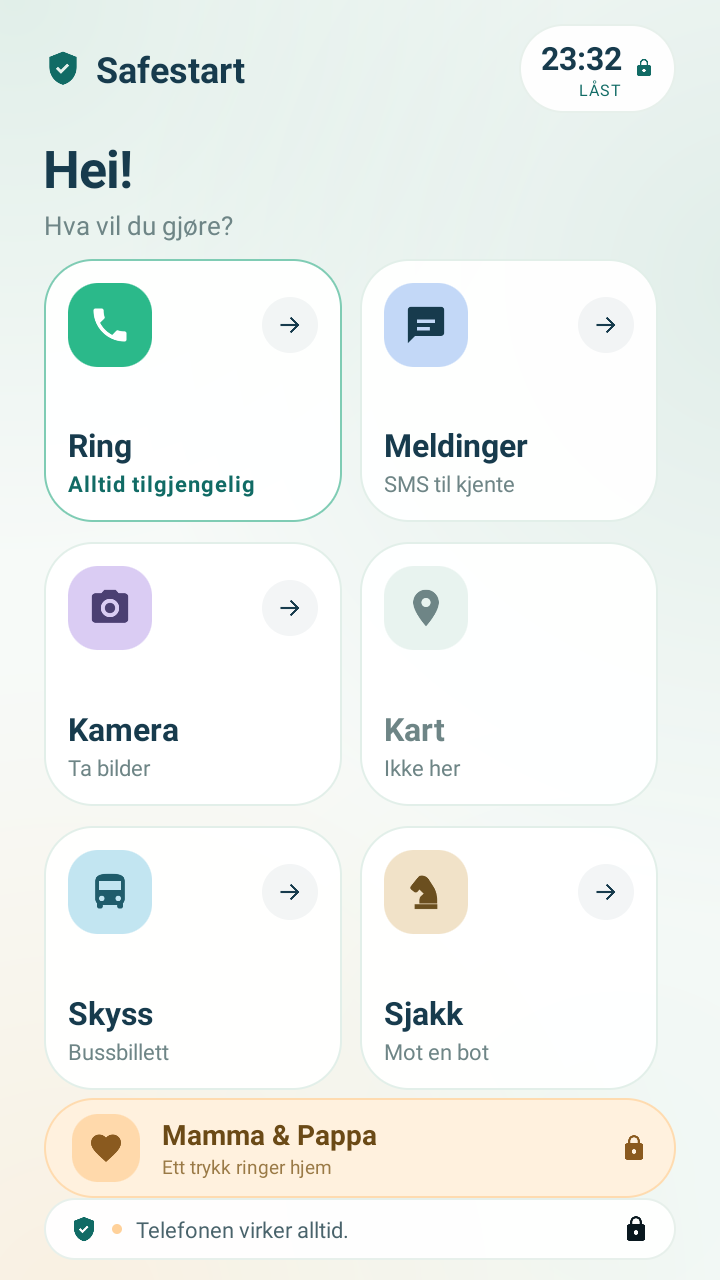 Safestart
23:32
LÅST
Hei!
Hva vil du gjøre?
Ring
Alltid tilgjengelig
Meldinger
SMS til kjente
Kamera
Ta bilder
Kart
Ikke her
Skyss
Bussbillett
Sjakk
Mot en bot
Mamma & Pappa
Ett trykk ringer hjem
Telefonen virker alltid.